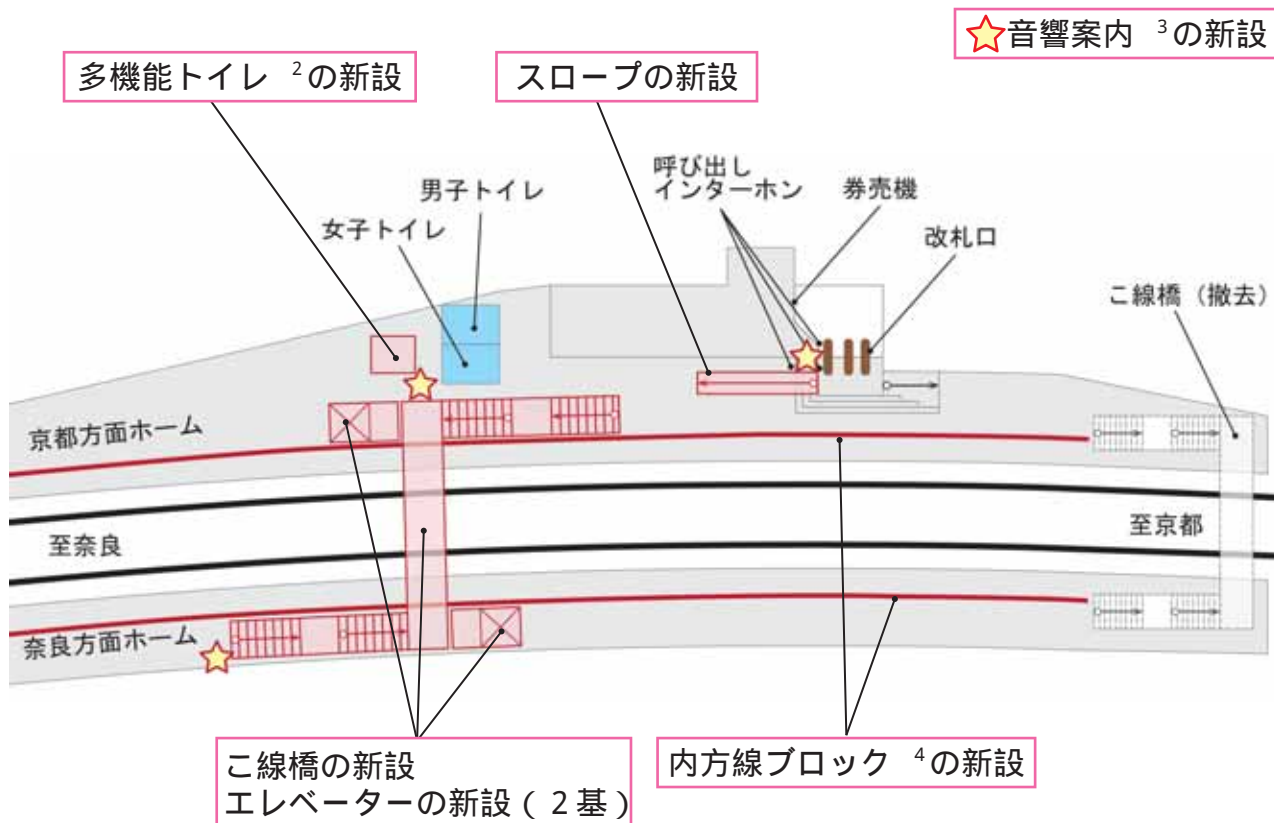 ☆音響案内 3の新設
多機能トイレ 2の新設
スロープの新設
呼び出し
インターホン
券売機
男子トイレ
女子トイレ
改札口
こ線橋（撤去）
京都方面ホーム
至奈良
至京都
奈良方面ホーム
こ線橋の新設
エレベーターの新設（２基）
内方線ブロック 4の新設